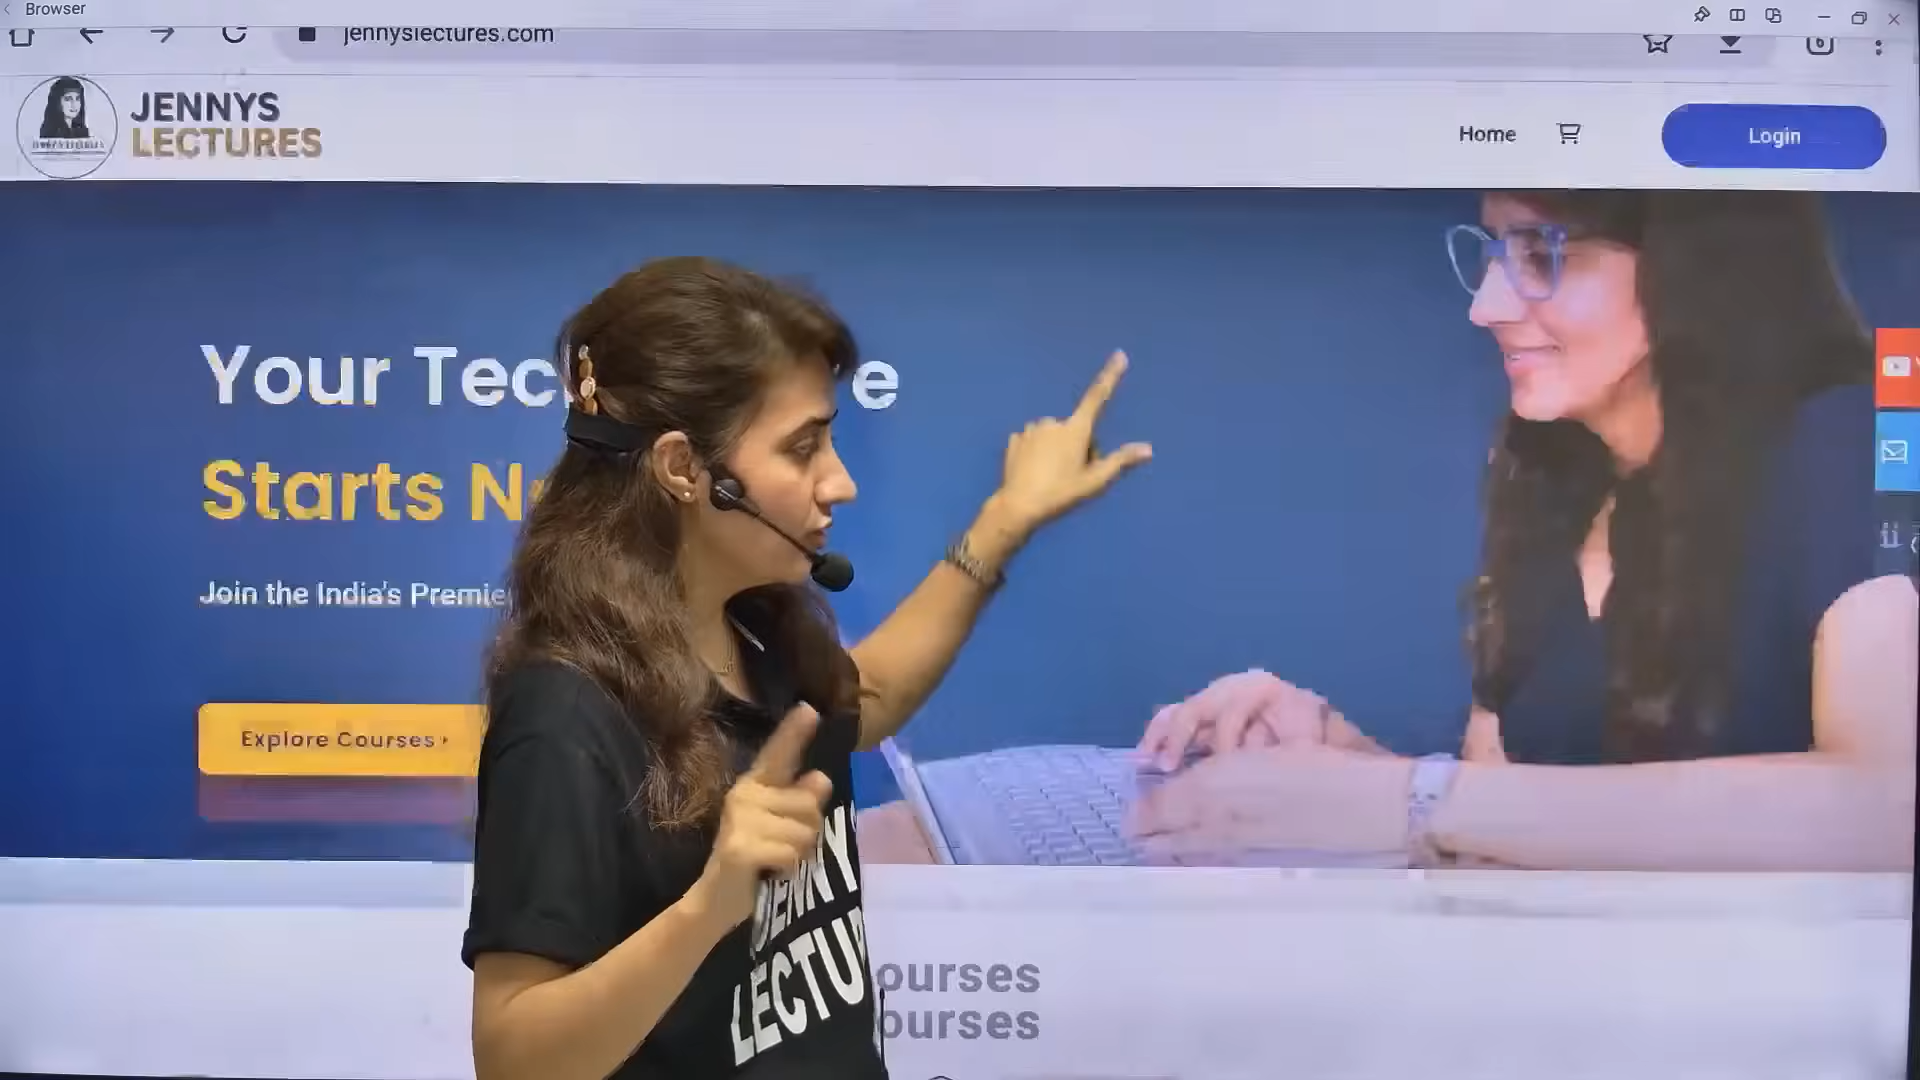 Browser
jennyslectures.com
JENNYS
LECTURES
Home
Login
Your Tec e
Starts N
Join the India's Premie
Explore Courses
JENNY
LECTU
ourses
ourses